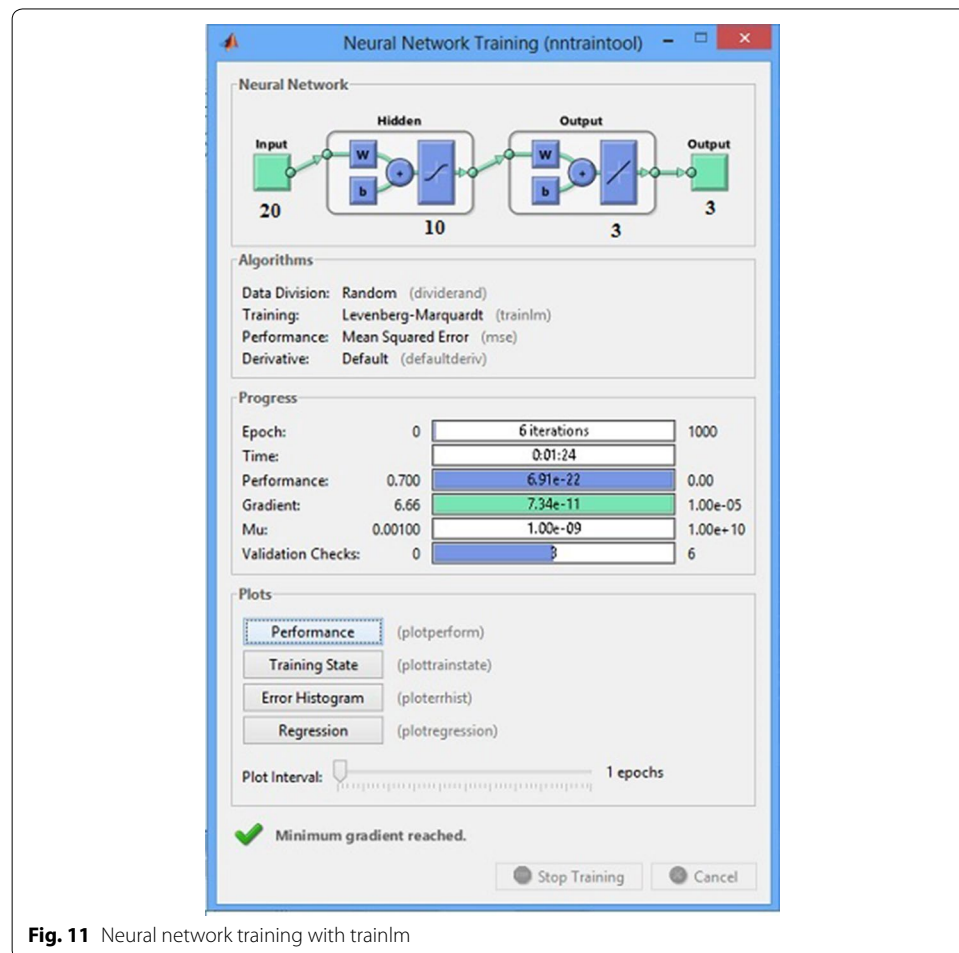 Neural Network Training (nntraintool)
Neural Network
Hidden
Output
Input
W
b
+
W
b
+
Output
20
10
3
3
Algorithms
Data Division: Random (dividerand)
Training: Levenberg-Marquardt (trainlm)
Performance: Mean Squared Error (mse)
Derivative: Default (defaultderiv)
Progress
Epoch: 0 6 iterations 1000
Time: 0:01:24
Performance: 0.700 6.91e-22 0.00
Gradient: 6.66 7.34e-11 1.00e-05
Mu: 0.00100 1.00e-09 1.00e+10
Validation Checks: 0 3 6
Plots
Performance (plotperform)
Training State (plottrainstate)
Error Histogram (ploterrhist)
Regression (plotregression)
Plot Interval: 1 epochs
Minimum gradient reached.
Stop Training Cancel
Fig. 11 Neural network training with trainlm